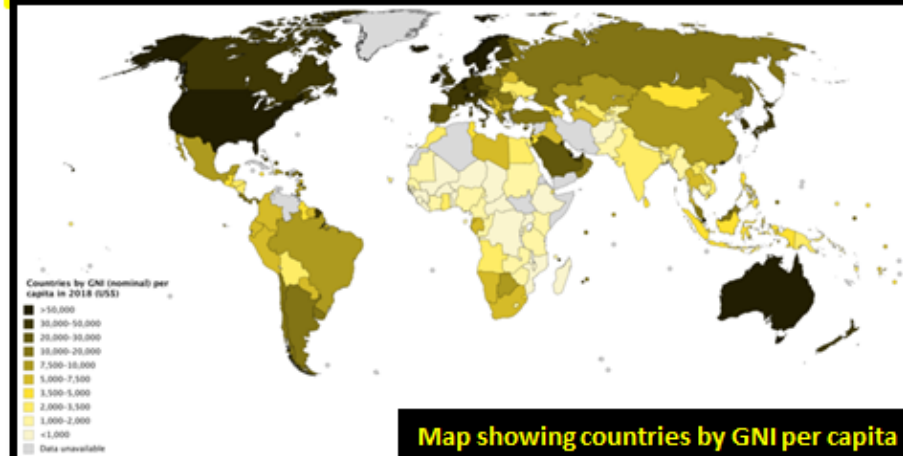 Countries by GNI (nominal) per
capita in 2018 (US$)
>50,000
30,000-50,000
20,000-30,000
10,000-20,000
7,500-10,000
5,000-7,500
3,500-5,000
2,000-3,500
1,000-2,000
<1,000
Data unavailable
Map showing countries by GNI per capita